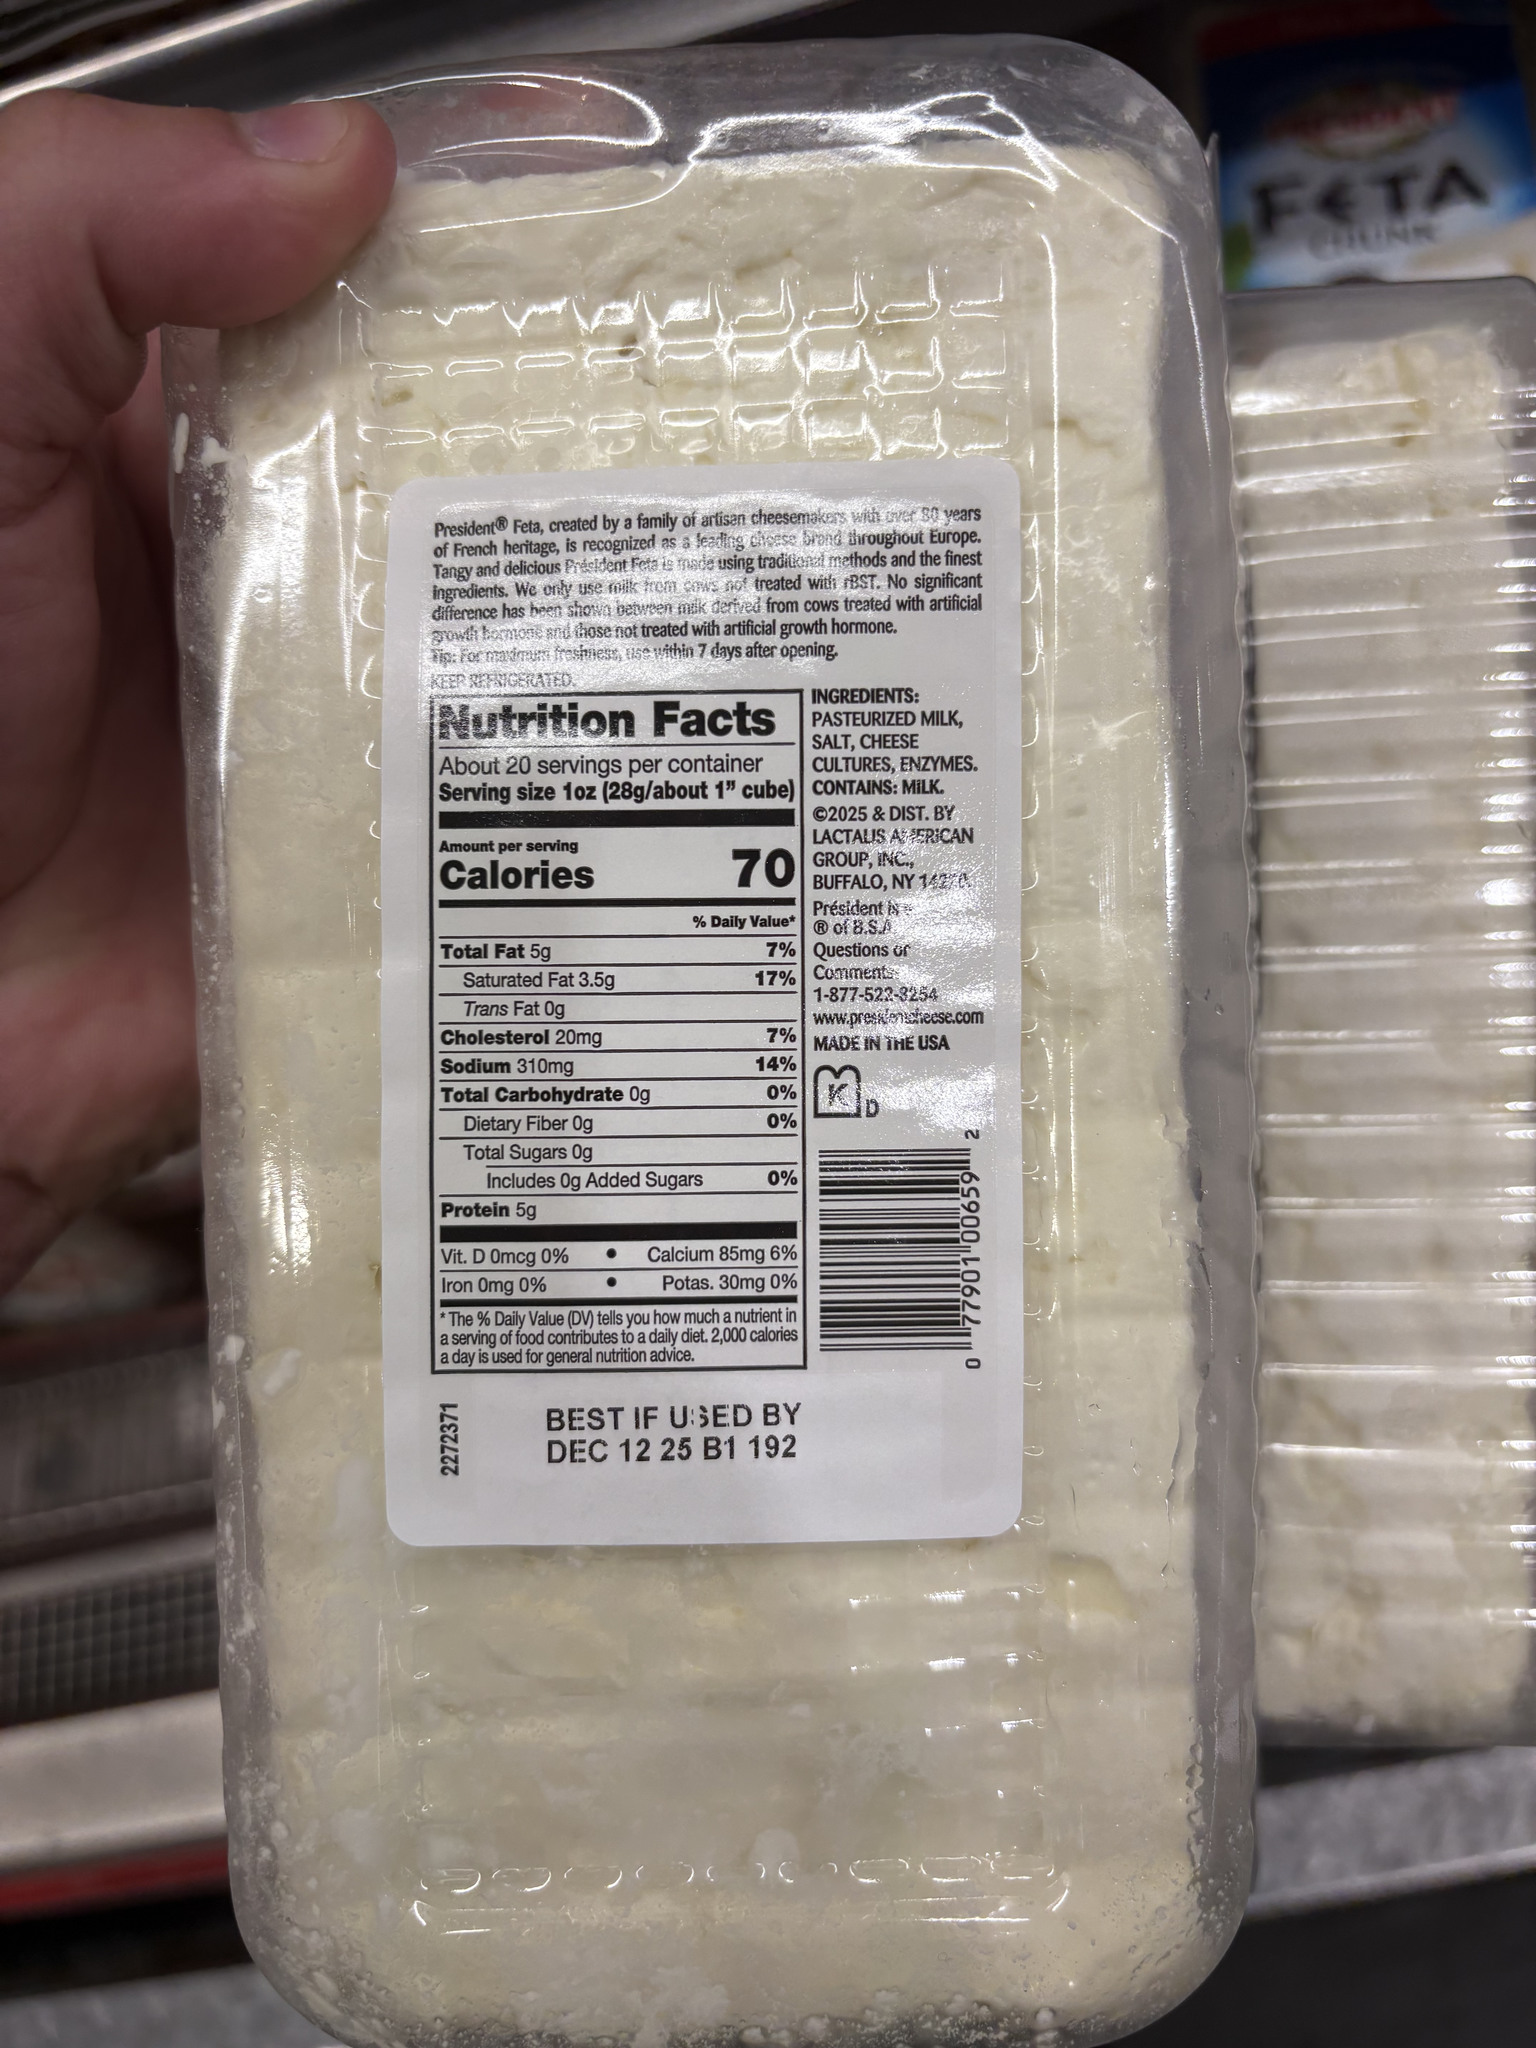 FETA
CHUNK
President® Feta, created by a family of artisan cheesemakers with over 80 years
of French heritage, is recognized as a leading cheese brand throughout Europe.
Tangy and delicious Président Feta is made using traditional methods and the finest
ingredients. We only use milk from cows not treated with rBST. No significant
difference has been shown between milk derived from cows treated with artificial
growth hormone and those not treated with artificial growth hormone.
Tip: For maximum freshness, use within 7 days after opening.
KEEP REFRIGERATED.
Nutrition Facts
About 20 servings per container
Serving size 1oz (28g/about 1” cube)
Amount per serving
Calories 70
% Daily Value*
Total Fat 5g 7%
Saturated Fat 3.5g 17%
Trans Fat 0g
Cholesterol 20mg 7%
Sodium 310mg 14%
Total Carbohydrate 0g 0%
Dietary Fiber 0g 0%
Total Sugars 0g
Includes 0g Added Sugars 0%
Protein 5g
Vit. D 0mcg 0% • Calcium 85mg 6%
Iron 0mg 0% • Potas. 30mg 0%
* The % Daily Value (DV) tells you how much a nutrient in
a serving of food contributes to a daily diet. 2,000 calories
a day is used for general nutrition advice.
INGREDIENTS:
PASTEURIZED MILK,
SALT, CHEESE
CULTURES, ENZYMES.
CONTAINS: MILK.
©2025 & DIST. BY
LACTALIS AMERICAN
GROUP, INC.,
BUFFALO, NY
Président is
® of B.S.A
Questions or
Comments
1-877-522-3254
www.presidentcheese.com
MADE IN THE USA
K
D
0 77901 00659 2
2272371
BEST IF USED BY
DEC 12 25 B1 192